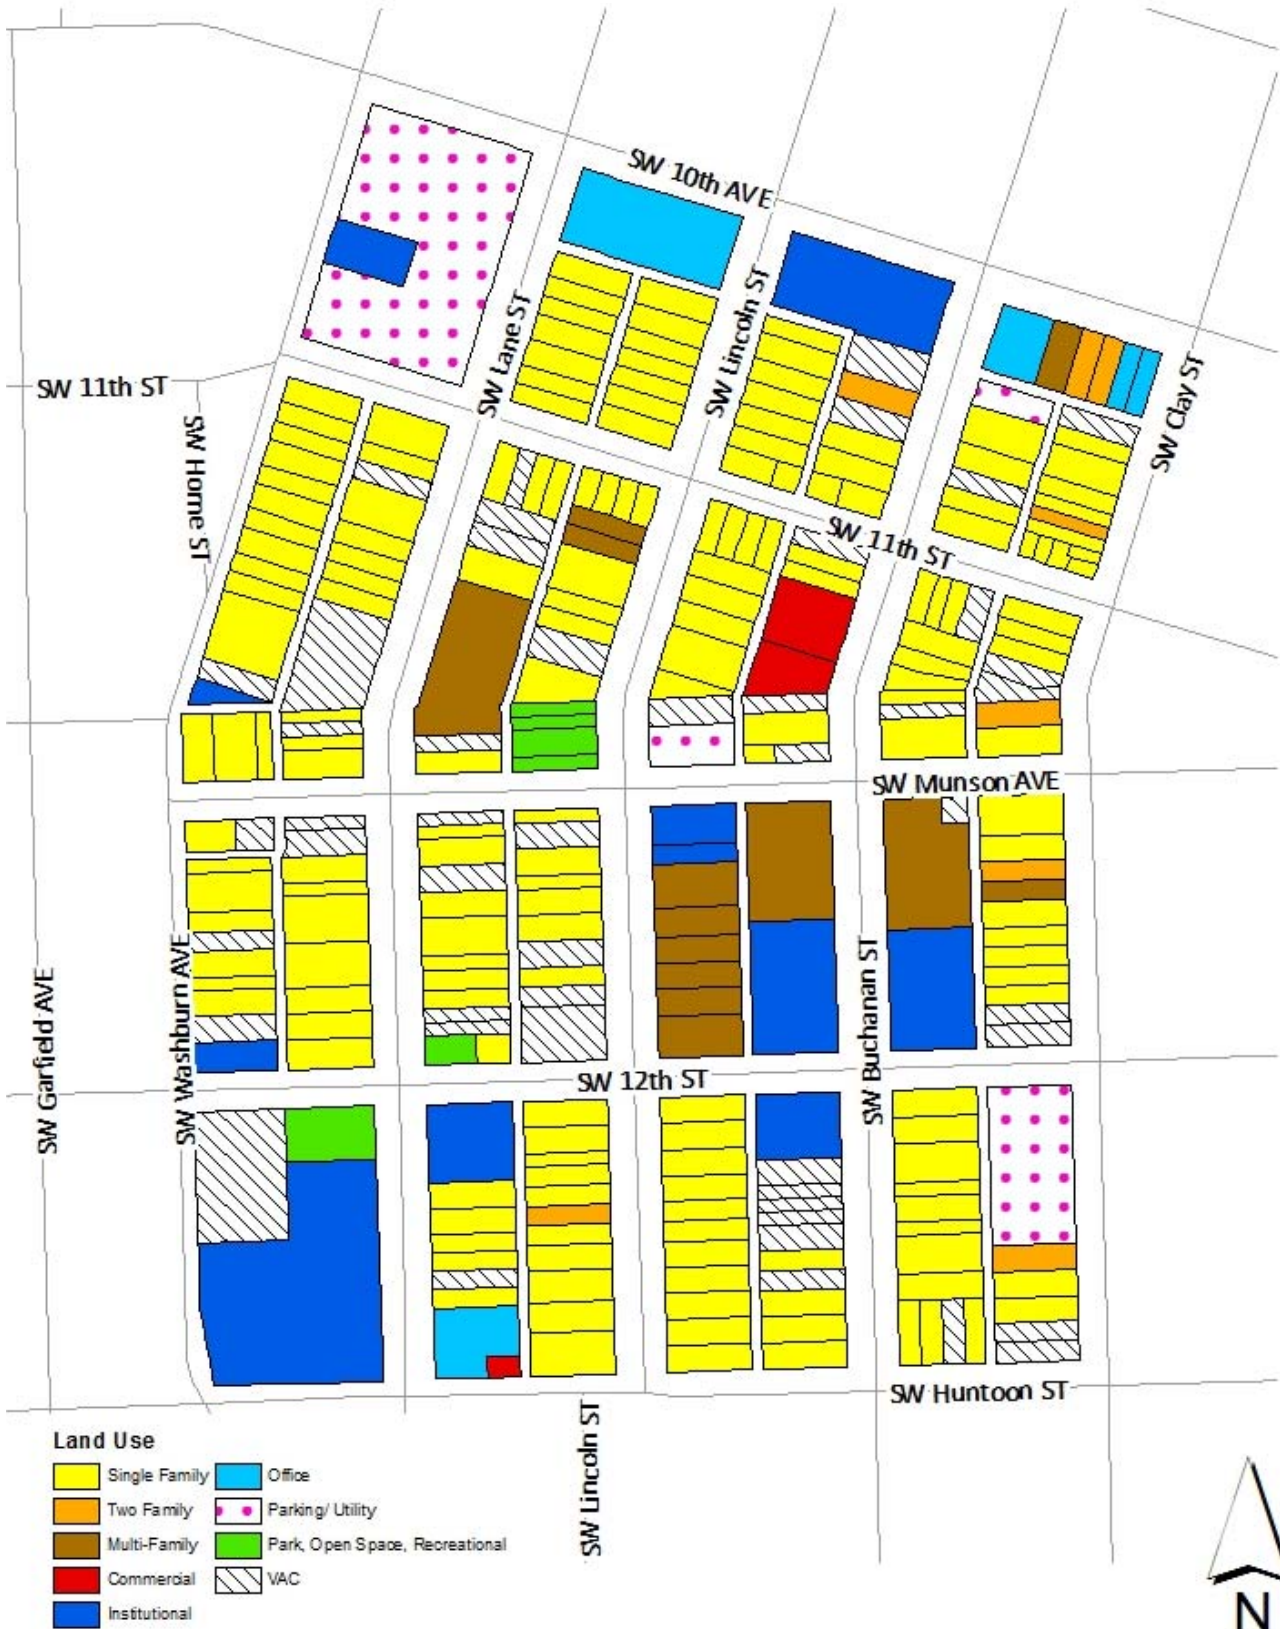 SW 10th AVE
SW Lane ST
SW Lincoln ST
SW Clay ST
SW 11th ST
SW Horne ST
SW 11th ST
SW Munson AVE
SW Garfield AVE
SW Washburn AVE
SW Buchanan ST
SW 12th ST
SW Huntoon ST
SW Lincoln ST
Land Use
Single Family
Two Family
Multi-Family
Commercial
Institutional
Office
Parking/ Utility
Park, Open Space, Recreational
VAC
N